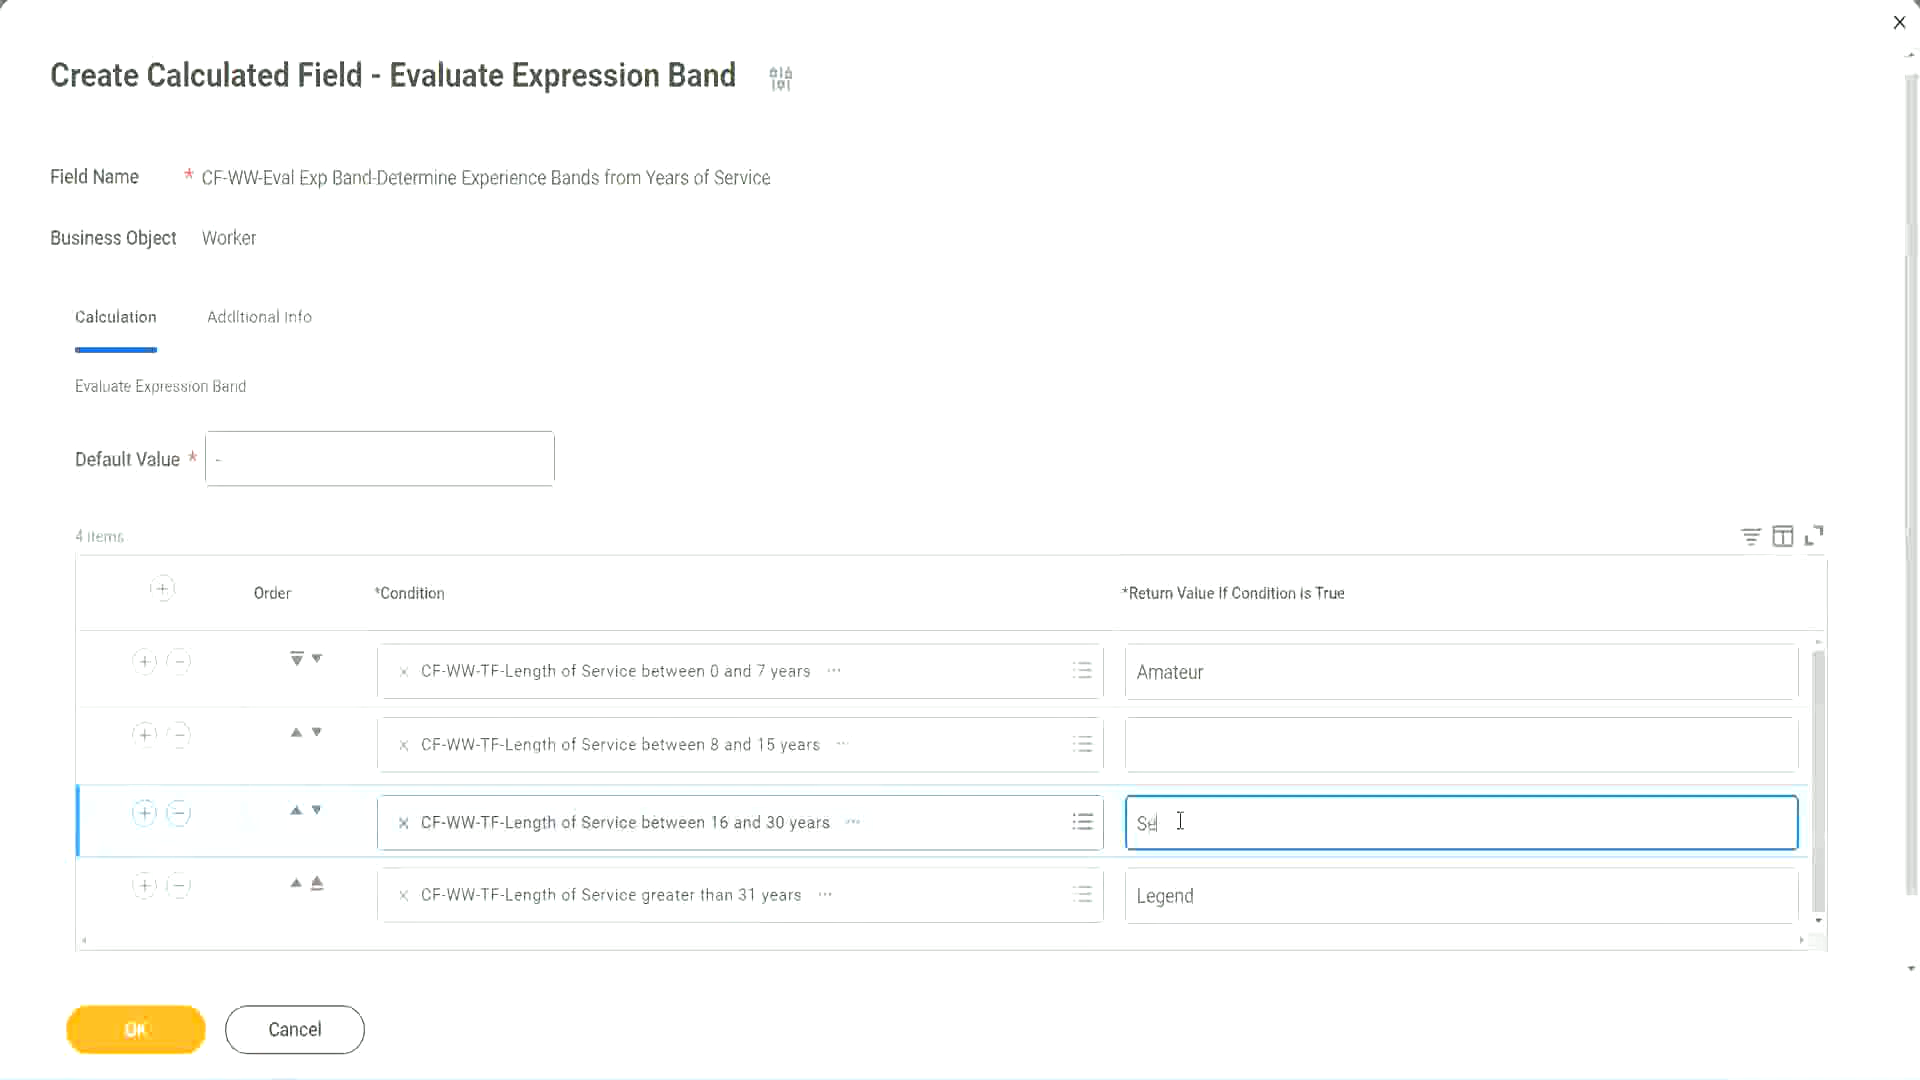 Create Calculated Field - Evaluate Expression Band
Field Name * CF-WW-Eval Exp Band-Determine Experience Bands from Years of Service
Business Object Worker
Calculation Additional Info
Evaluate Expression Band
Default Value * -
4 items
Order *Condition *Return Value If Condition is True
CF-WW-TF-Length of Service between 0 and 7 years ... Amateur
CF-WW-TF-Length of Service between 8 and 15 years ...
CF-WW-TF-Length of Service between 16 and 30 years ...
CF-WW-TF-Length of Service greater than 31 years ... Legend
OK Cancel